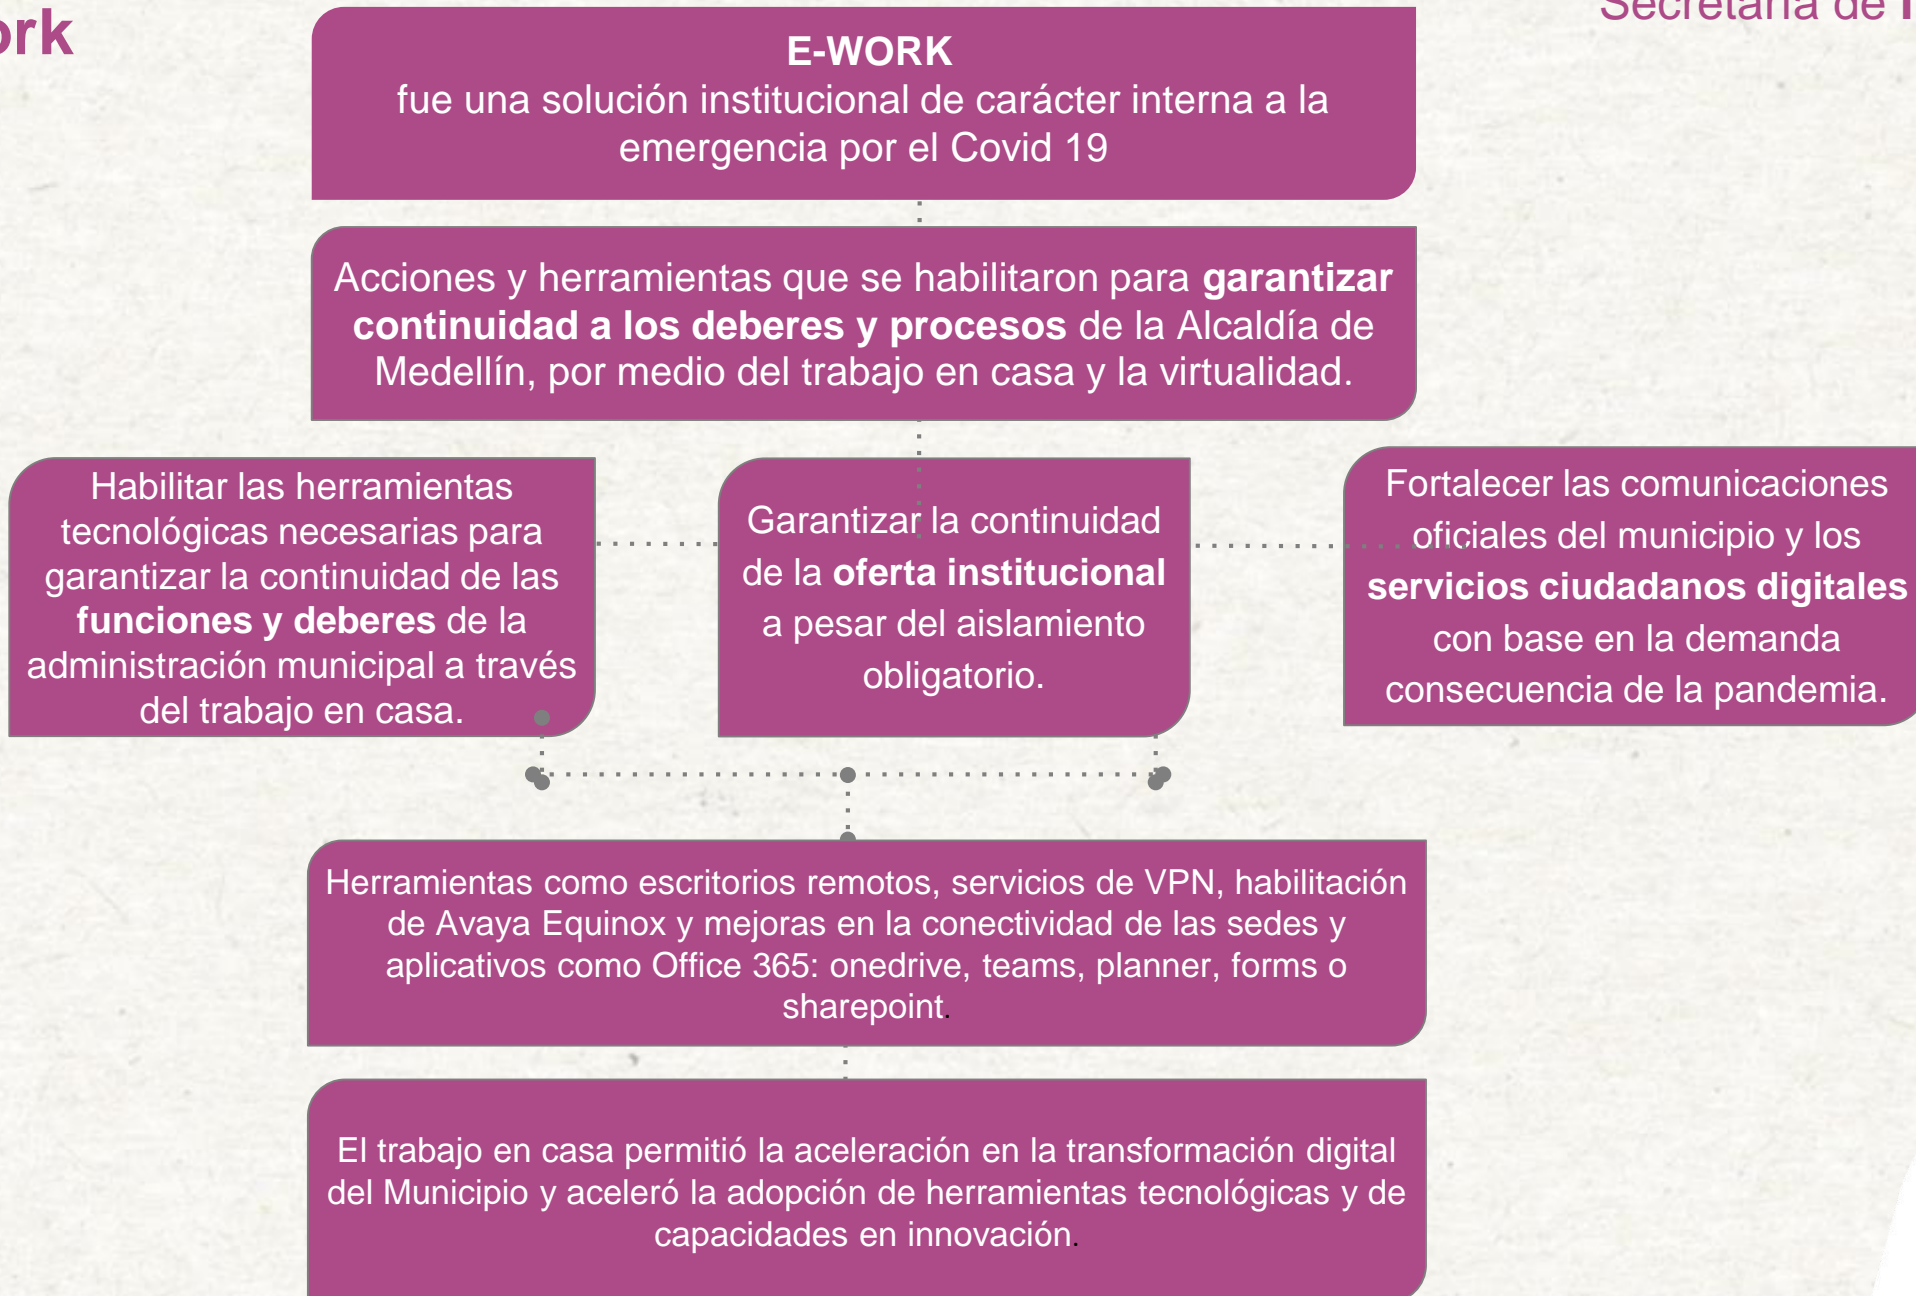 E-WORK
fue una solución institucional de carácter interna a la
emergencia por el Covid 19
Secretaría de
Acciones y herramientas que se habilitaron para garantizar
continuidad a los deberes y procesos de la Alcaldía de
Medellín, por medio del trabajo en casa y la virtualidad.
Habilitar las herramientas
tecnológicas necesarias para
garantizar la continuidad de las
funciones y deberes de la
administración municipal a través
del trabajo en casa.
Garantizar la continuidad
de la oferta institucional
a pesar del aislamiento
obligatorio.
Fortalecer las comunicaciones
oficiales del municipio y los
servicios ciudadanos digitales
con base en la demanda
consecuencia de la pandemia.
Herramientas como escritorios remotos, servicios de VPN, habilitación
de Avaya Equinox y mejoras en la conectividad de las sedes y
aplicativos como Office 365: onedrive, teams, planner, forms o
sharepoint.
El trabajo en casa permitió la aceleración en la transformación digital
del Municipio y aceleró la adopción de herramientas tecnológicas y de
capacidades en innovación.